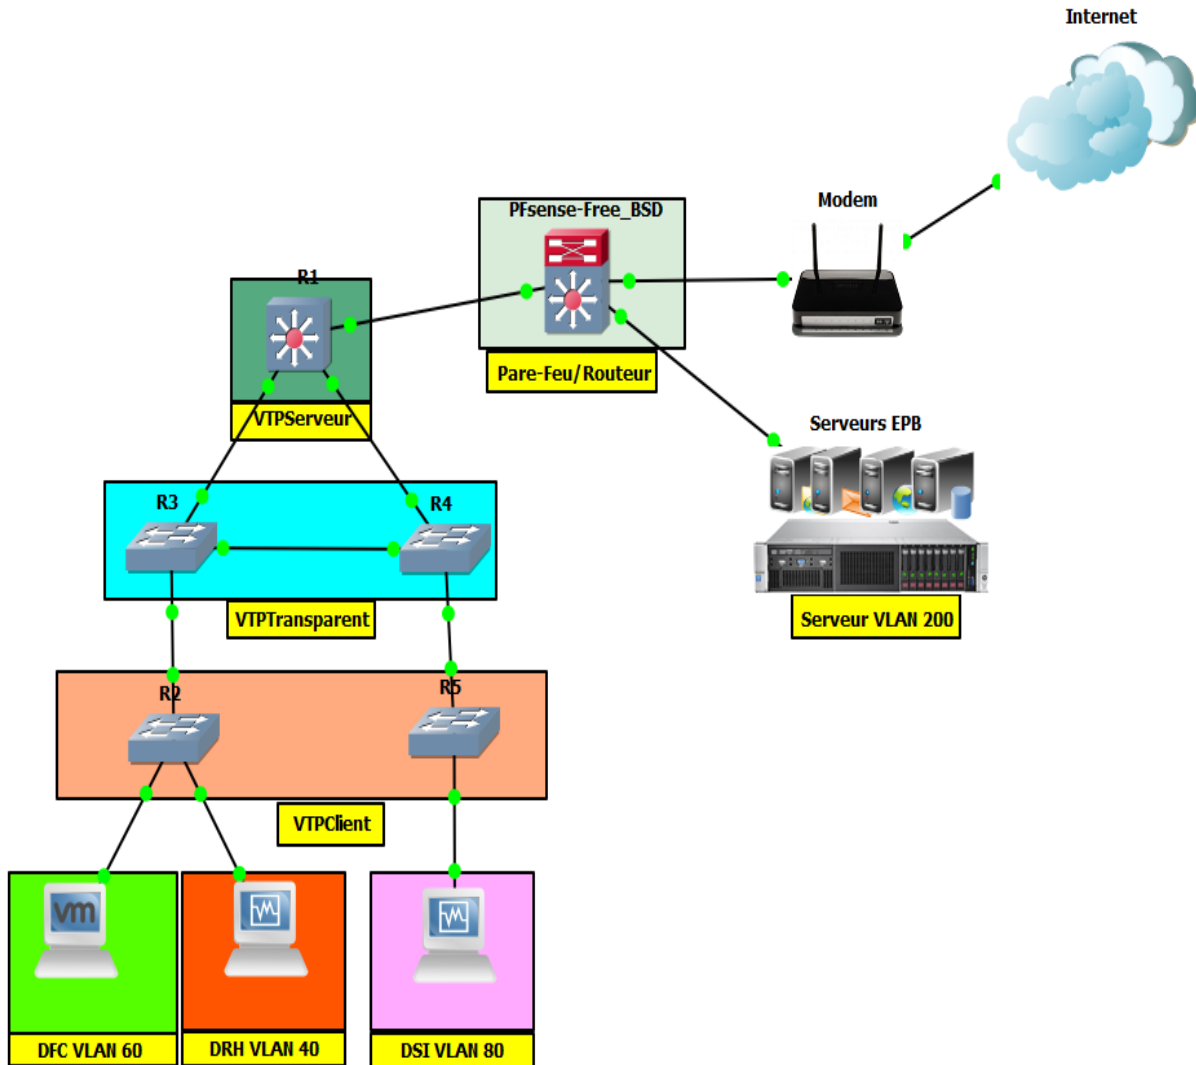 Internet
Modem
PFsense-Free_BSD
R1
Pare-Feu/Routeur
VTPServeur
Serveurs EPB
R3
R4
VTPTransparent
Serveur VLAN 200
R2
R5
VTPClient
vm
DFC VLAN 60
DRH VLAN 40
DSI VLAN 80